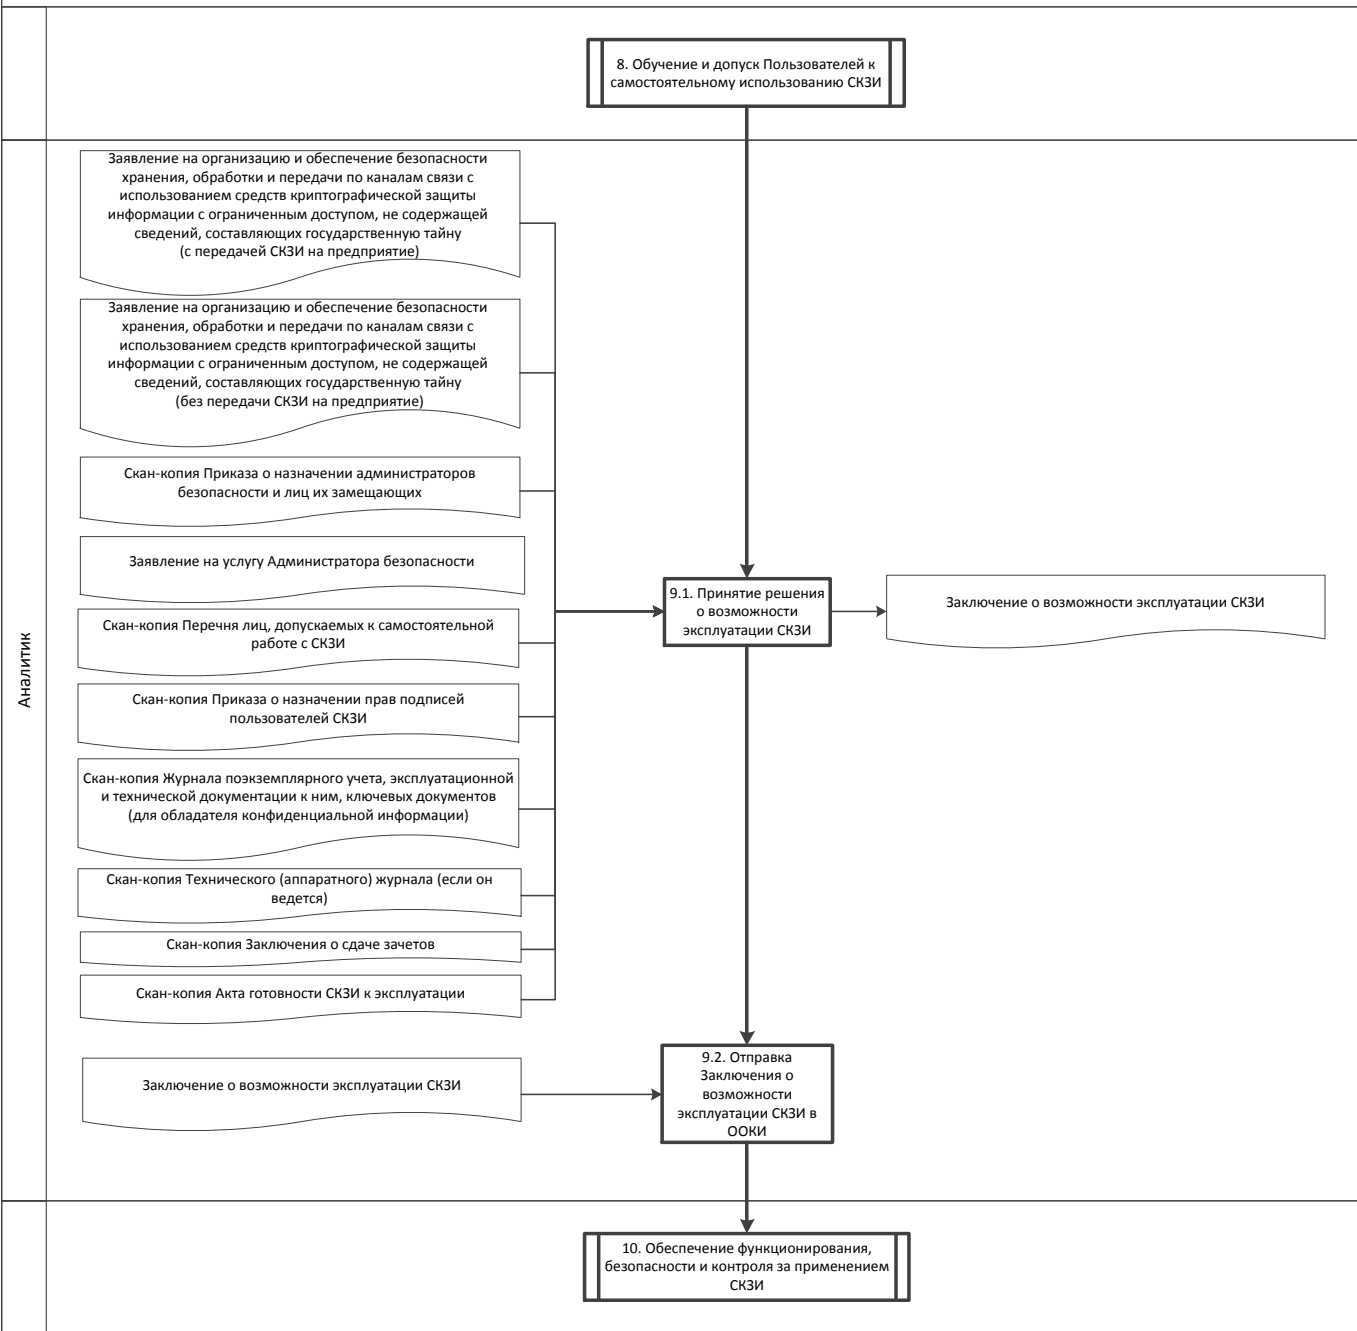 8. Обучение и допуск Пользователей к
самостоятельному использованию СКЗИ
Аналитик
Заявление на организацию и обеспечение безопасности
хранения, обработки и передачи по каналам связи с
использованием средств криптографической защиты
информации с ограниченным доступом, не содержащей
сведений, составляющих государственную тайну
(с передачей СКЗИ на предприятие)
Заявление на организацию и обеспечение безопасности
хранения, обработки и передачи по каналам связи с
использованием средств криптографической защиты
информации с ограниченным доступом, не содержащей
сведений, составляющих государственную тайну
(без передачи СКЗИ на предприятие)
Скан-копия Приказа о назначении администраторов
безопасности и лиц их замещающих
Заявление на услугу Администратора безопасности
Скан-копия Перечня лиц, допускаемых к самостоятельной
работе с СКЗИ
Скан-копия Приказа о назначении прав подписей
пользователей СКЗИ
Скан-копия Журнала поэкземплярного учета, эксплуатационной
и технической документации к ним, ключевых документов
(для обладателя конфиденциальной информации)
Скан-копия Технического (аппаратного) журнала (если он
ведется)
Скан-копия Заключения о сдаче зачетов
Скан-копия Акта готовности СКЗИ к эксплуатации
9.1. Принятие решения
о возможности
эксплуатации СКЗИ
Заключение о возможности эксплуатации СКЗИ
Заключение о возможности эксплуатации СКЗИ
9.2. Отправка
Заключения о
возможности
эксплуатации СКЗИ в
ООКИ
10. Обеспечение функционирования,
безопасности и контроля за применением
СКЗИ